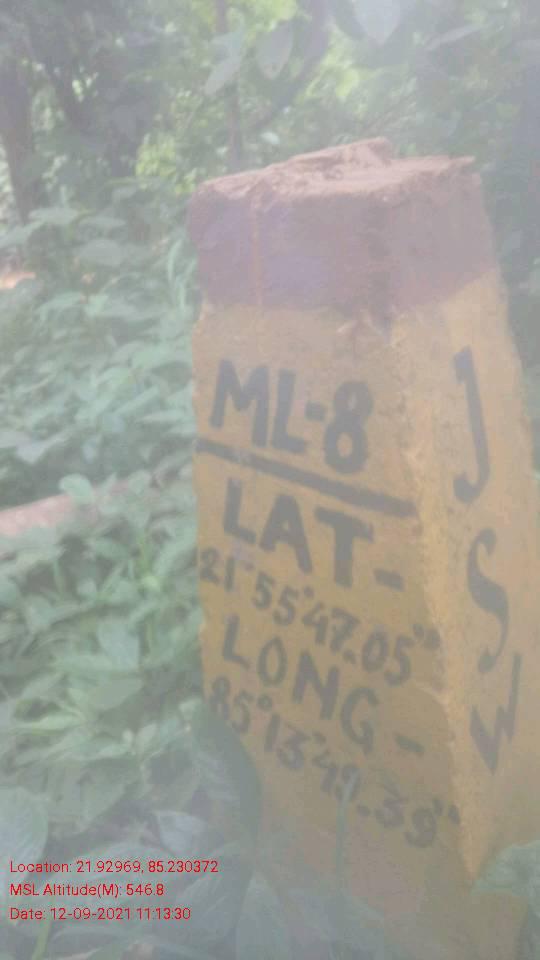 ML-8
LAT-
21°55'47.05"
LONG-
85°13'49.39"
J
S
W
Location: 21.92969, 85.230372
MSL Altitude(M): 546.8
Date: 12-09-2021 11:13:30